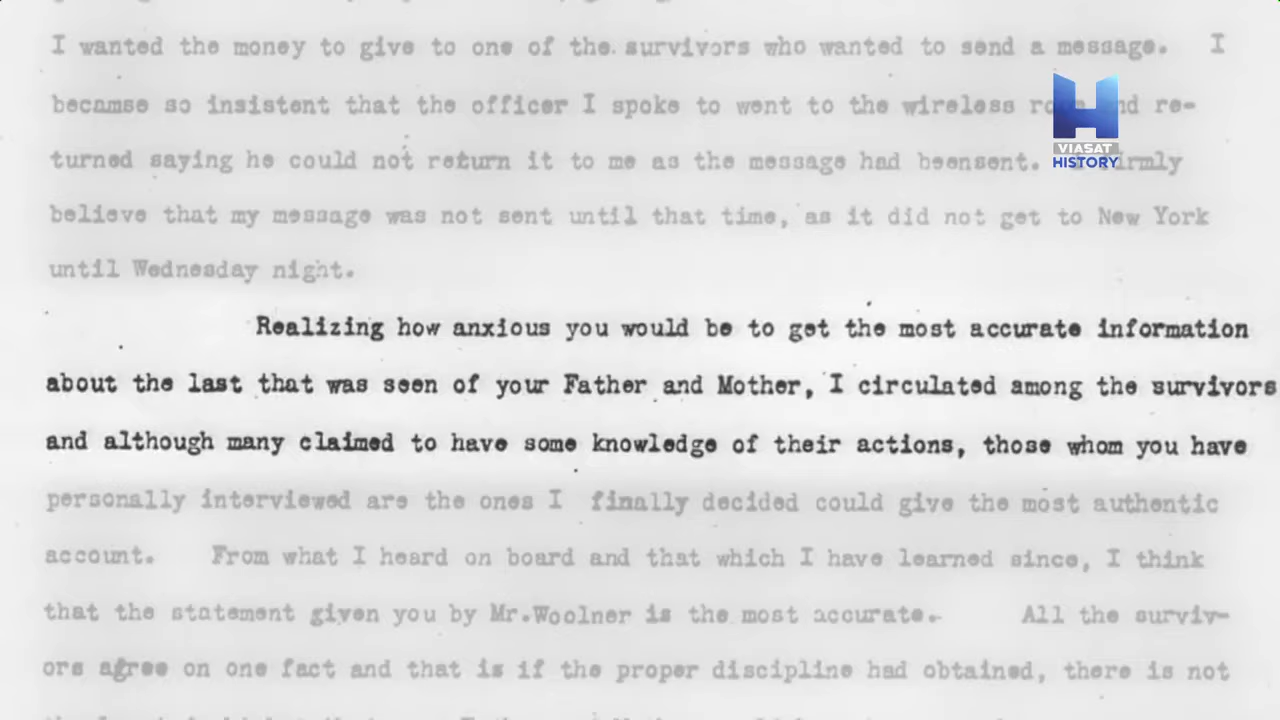 I wanted the money to give to one of the survivors who wanted to send a message. I
becamse so insistent that the officer I spoke to went to the wireless room and re-
turned saying he could not return it to me as the message had beensent. firmly
believe that my message was not sent until that time, as it did not get to New York
until Wednesday night.
Realizing how anxious you would be to get the most accurate information
about the last that was seen of your Father and Mother, I circulated among the survivors
and although many claimed to have some knowledge of their actions, those whom you have
personally interviewed are the ones I finally decided could give the most authentic
account. From what I heard on board and that which I have learned since, I think
that the statement given you by Mr.Woolner is the most accurate. All the surviv-
ors agree on one fact and that is if the proper discipline had obtained, there is not
H
VIASAT
HISTORY